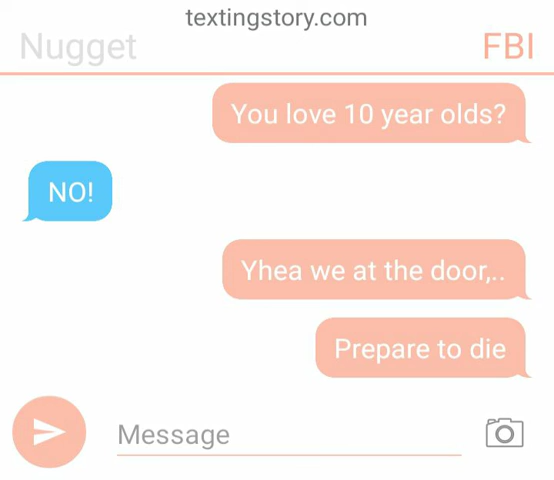 textingstory.com
Nugget FBI
You love 10 year olds?
NO!
Yhea we at the door,..
Prepare to die
Message